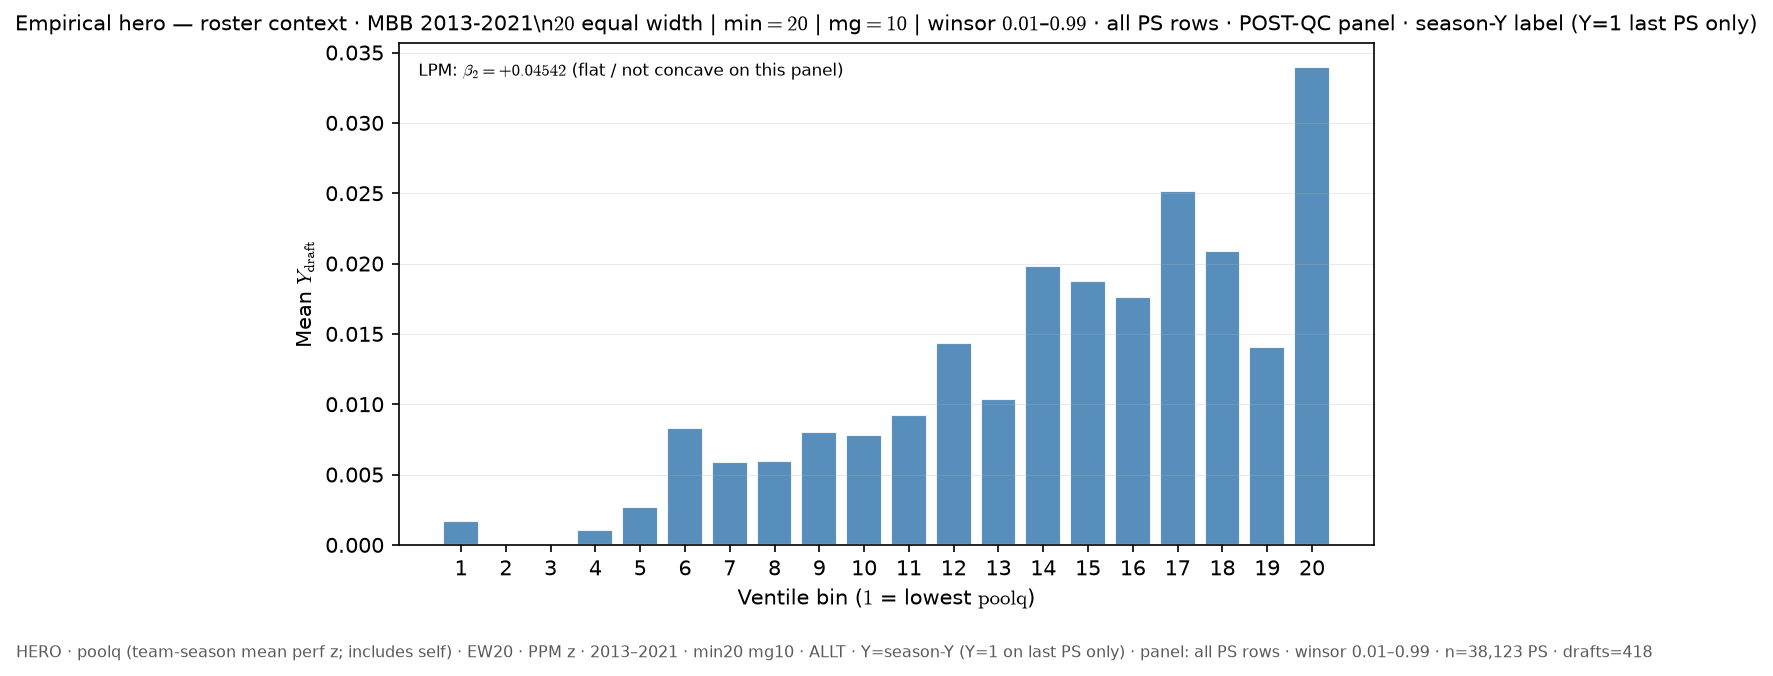 Empirical hero — roster context · MBB 2013-2021\n20 equal width | min = 20 | mg = 10 | winsor 0.01–0.99 · all PS rows · POST-QC panel · season-Y label (Y=1 last PS only)
LPM: β₂ = +0.04542 (flat / not concave on this panel)
Mean Y_draft
0.035
0.030
0.025
0.020
0.015
0.010
0.005
0.000
1 2 3 4 5 6 7 8 9 10 11 12 13 14 15 16 17 18 19 20
Ventile bin (1 = lowest poolq)
HERO · poolq (team-season mean perf z; includes self) · EW20 · PPM z · 2013–2021 · min20 mg10 · ALLT · Y=season-Y (Y=1 on last PS only) · panel: all PS rows · winsor 0.01–0.99 · n=38,123 PS · drafts=418